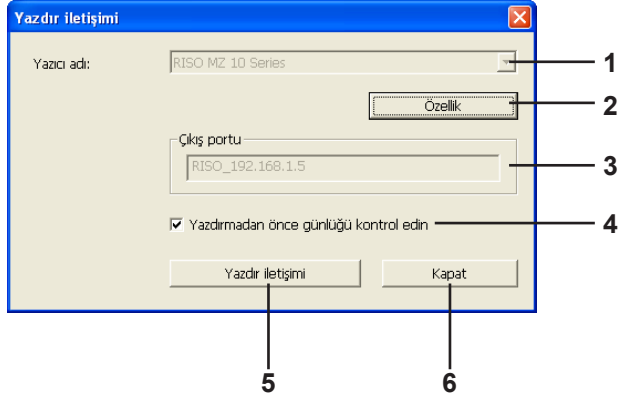 Yazdır iletişimi
Yazıcı adı:
RISO MZ 10 Series
1
Özellik
2
Çıkış portu
RISO_192.168.1.5
3
Yazdırmadan önce günlüğü kontrol edin
4
Yazdır iletişimi
Kapat
5
6